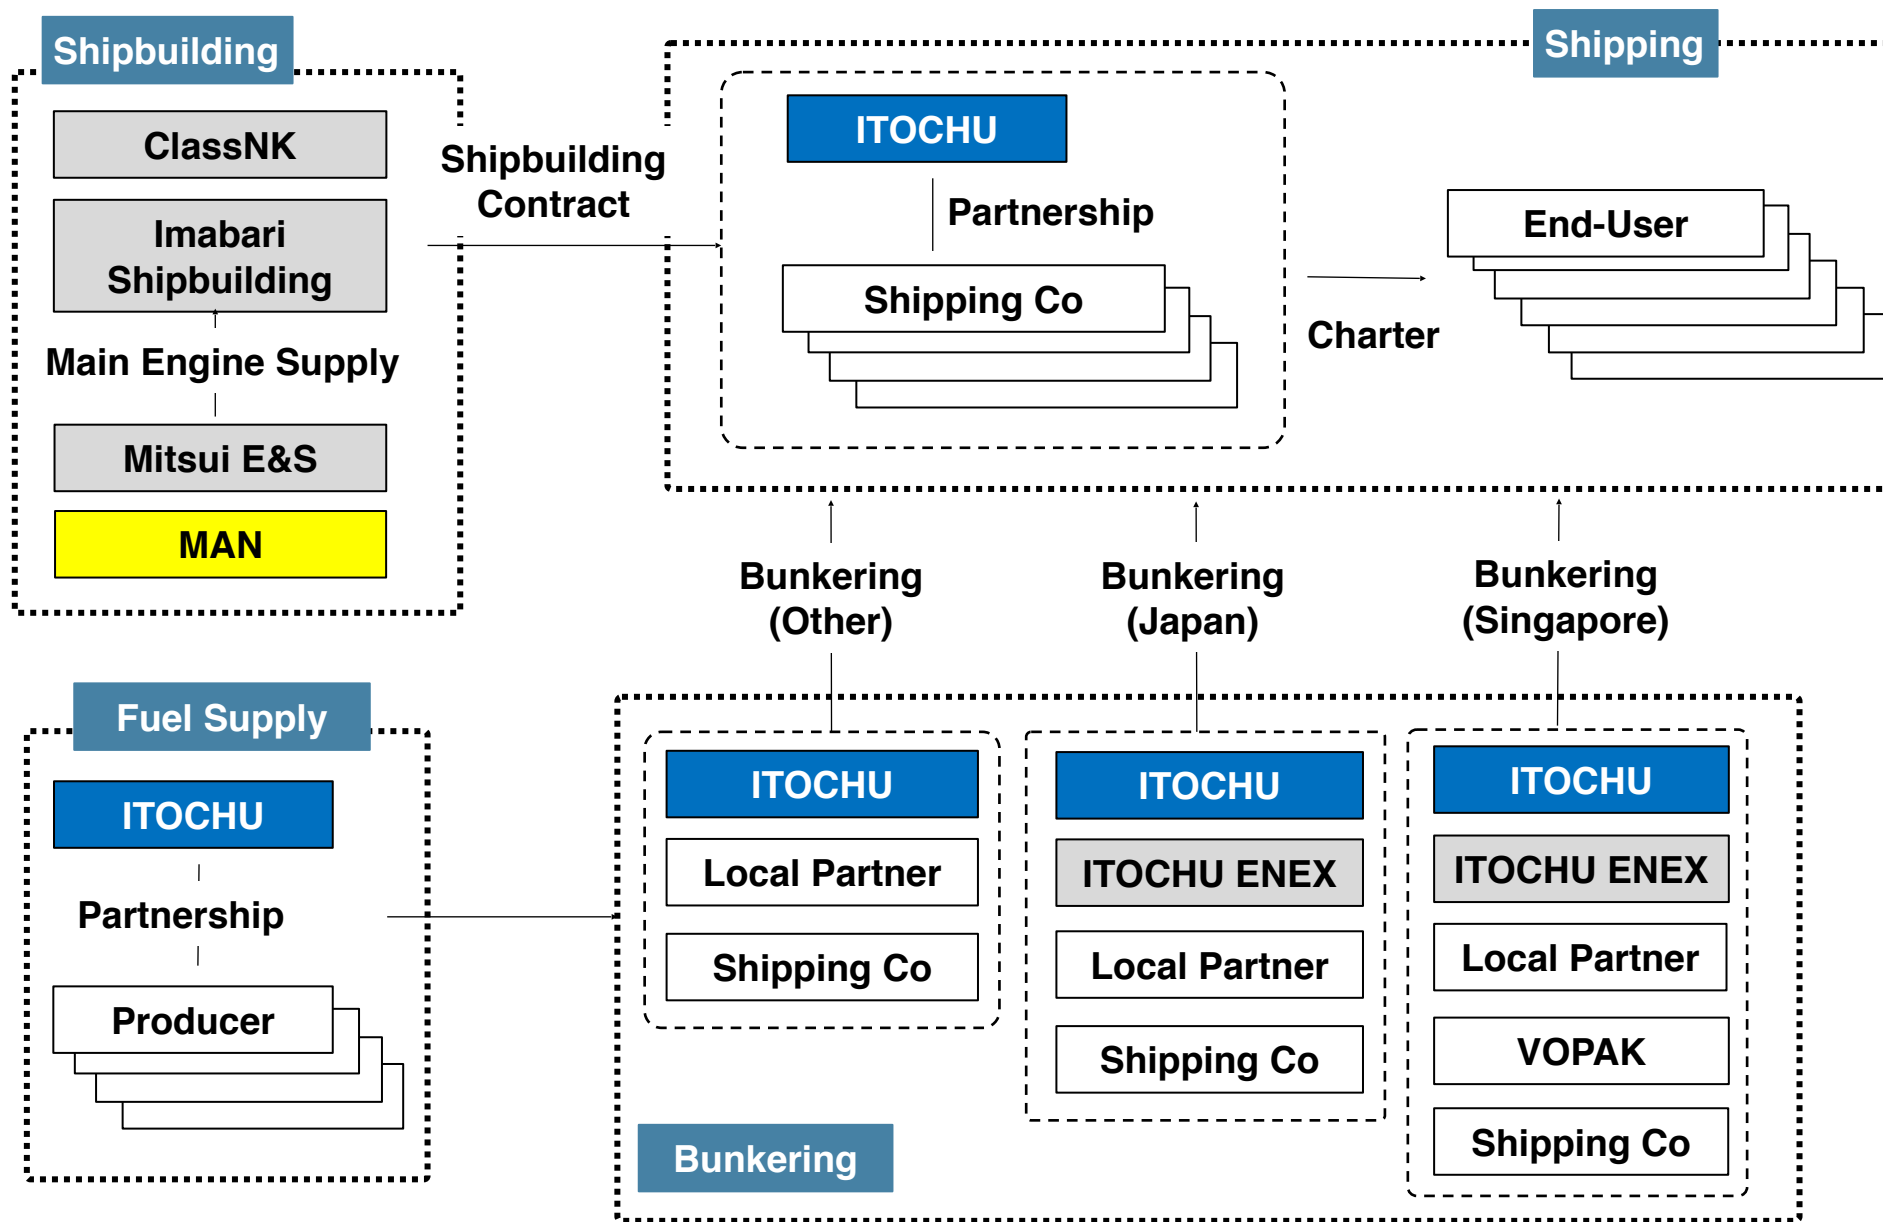 Shipbuilding
ClassNK
Imabari
Shipbuilding
Main Engine Supply
Mitsui E&S
MAN
Shipbuilding
Contract
Shipping
ITOCHU
Partnership
Shipping Co
Charter
End-User
Bunkering
(Other)
Bunkering
(Japan)
Bunkering
(Singapore)
Fuel Supply
ITOCHU
Partnership
Producer
Bunkering
ITOCHU
Local Partner
Shipping Co
ITOCHU
ITOCHU ENEX
Local Partner
Shipping Co
ITOCHU
ITOCHU ENEX
Local Partner
VOPAK
Shipping Co